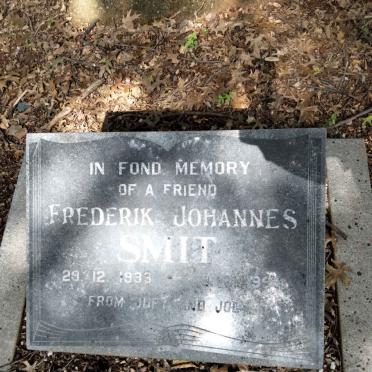 IN FOND MEMORY
OF A FRIEND
FREDERIK JOHANNES
SMIT
29.12.1933
FROM